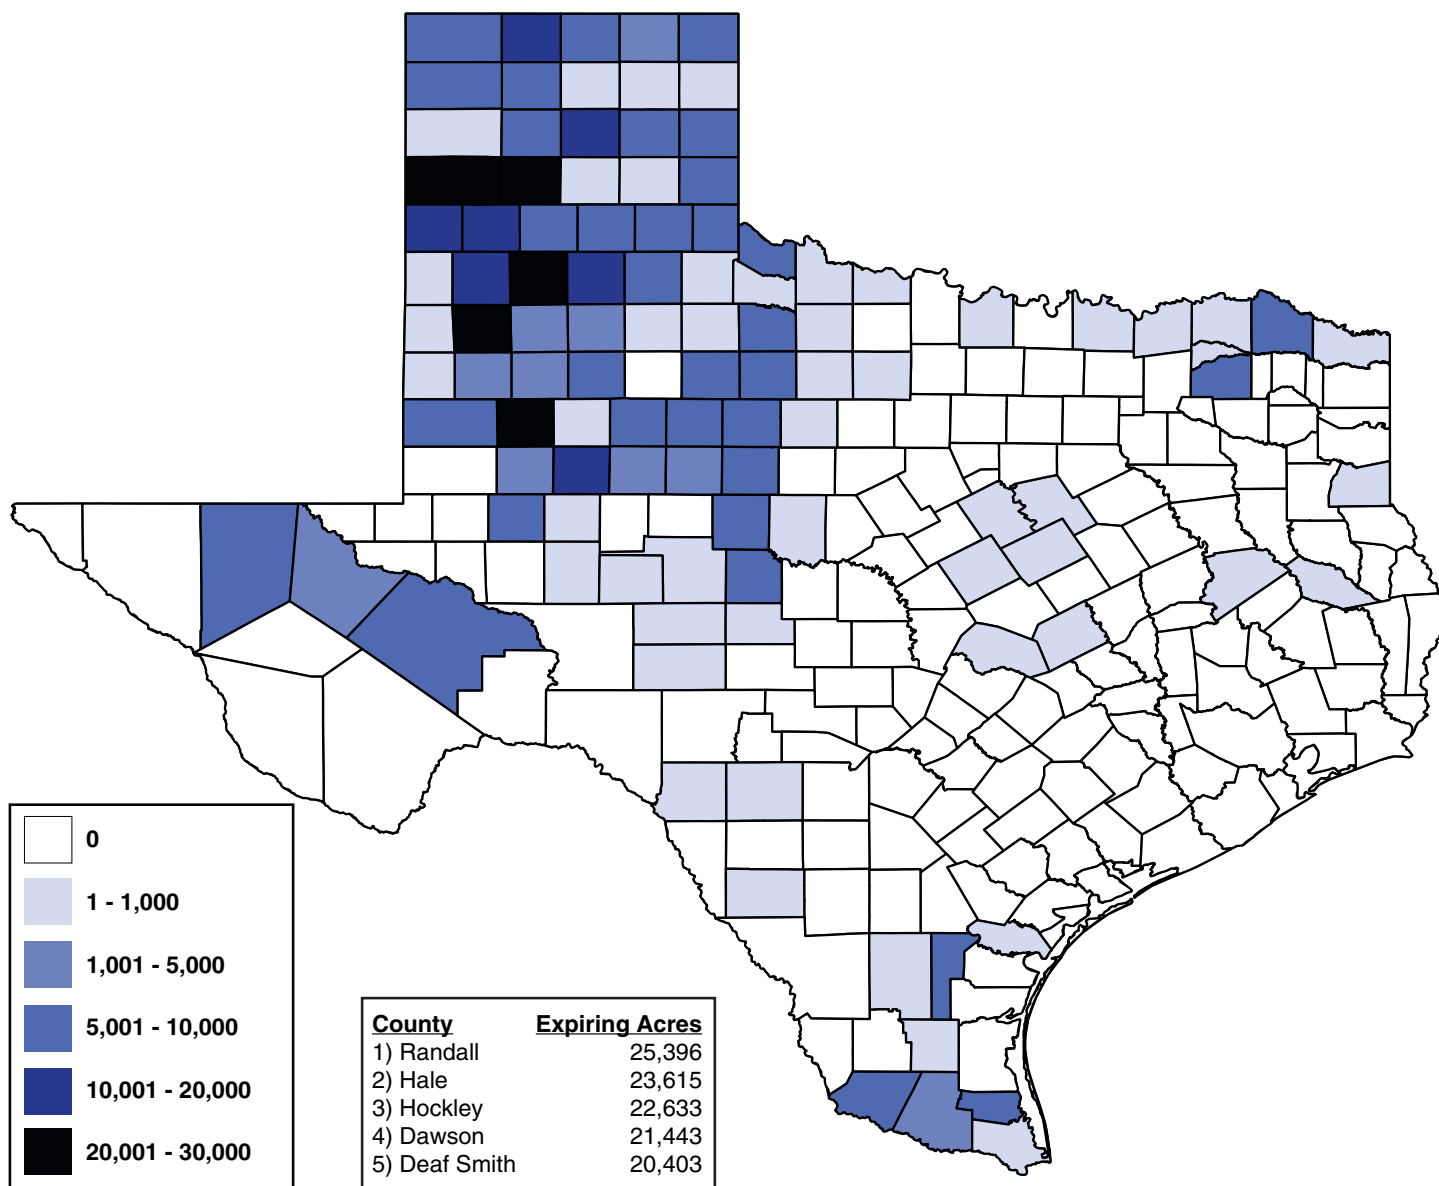 0
1 - 1,000
1,001 - 5,000
5,001 - 10,000
10,001 - 20,000
20,001 - 30,000
County Expiring Acres
1) Randall 25,396
2) Hale 23,615
3) Hockley 22,633
4) Dawson 21,443
5) Deaf Smith 20,403